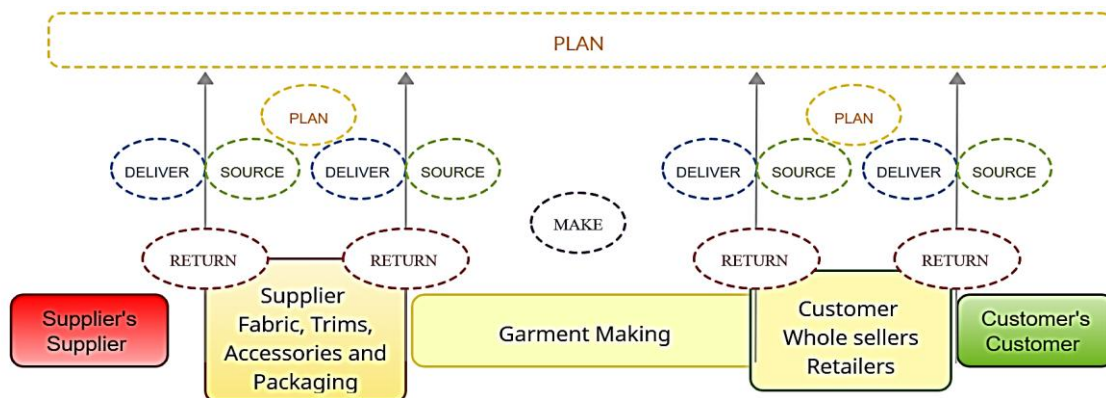 PLAN
PLAN
PLAN
DELIVER
SOURCE
DELIVER
SOURCE
DELIVER
SOURCE
DELIVER
SOURCE
MAKE
RETURN
RETURN
RETURN
RETURN
Supplier's
Supplier
Supplier
Fabric, Trims,
Accessories and
Packaging
Garment Making
Customer
Whole sellers
Retailers
Customer's
Customer